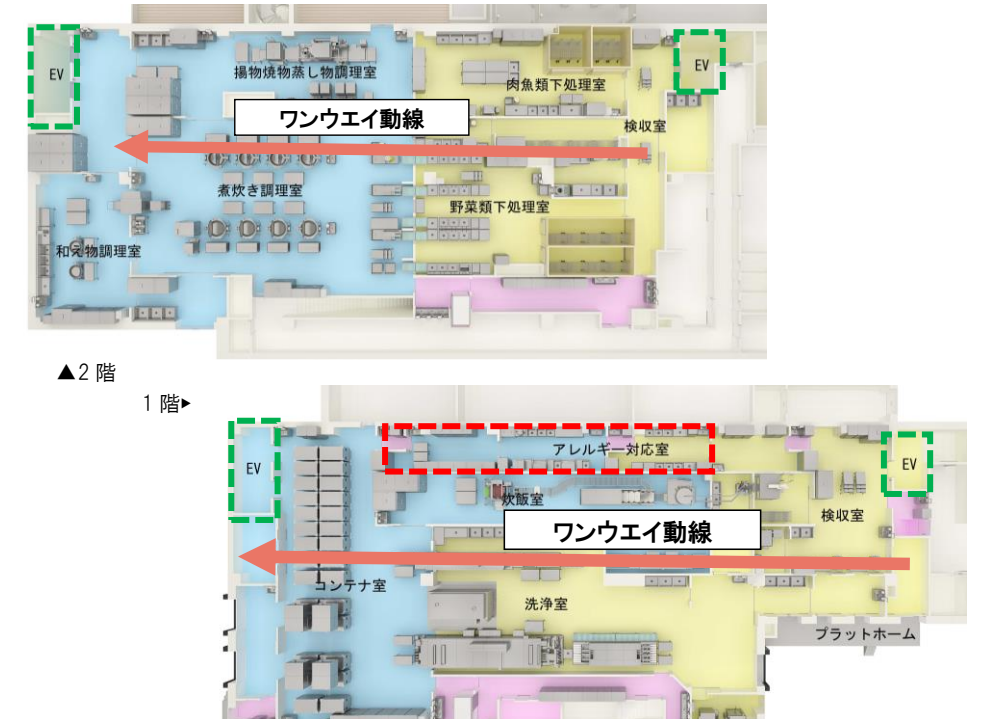 EV
揚物焼物蒸し物調理室
肉魚類下処理室
EV
ワンウエイ動線
検収室
煮炊き調理室
野菜類下処理室
和え物調理室
▲2階
1階▶
アレルギー対応室
EV
EV
炊飯室
検収室
ワンウエイ動線
コンテナ室
洗浄室
プラットホーム